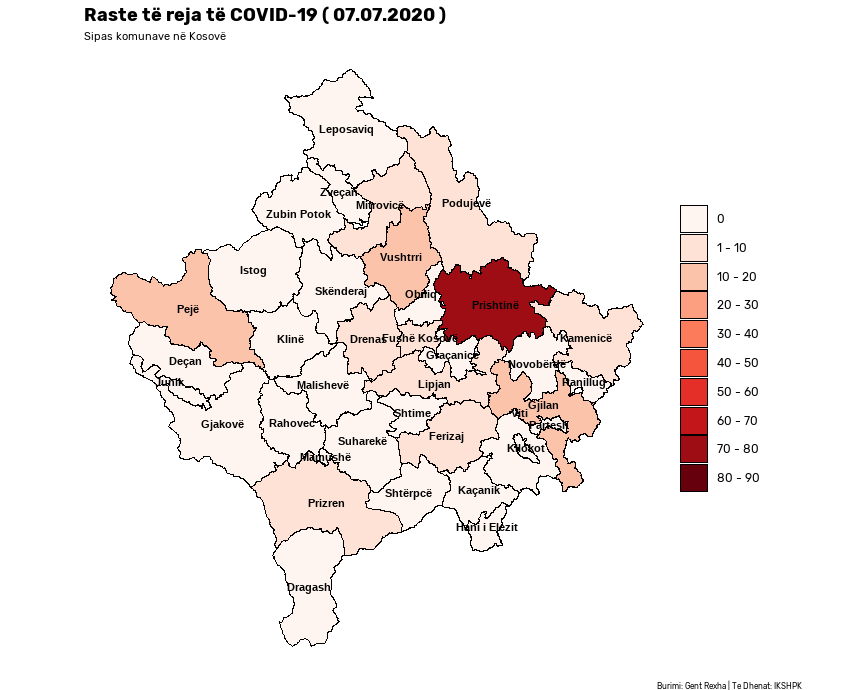 Raste të reja të COVID-19 ( 07.07.2020 )
Sipas komunave në Kosovë
Leposaviq
Zveçan
Mitrovicë
Podujevë
Zubin Potok
Vushtrri
Istog
Skënderaj
Obiliq
Prishtinë
Pejë
Klinë
Drenas
Fushë Kosovë
Kamenicë
Graçanicë
Deçan
Novobërdë
Junik
Malishevë
Lipjan
Ranillug
Gjilan
Shtime
Viti
Gjakovë
Rahovec
Partesh
Suharekë
Ferizaj
Kllokot
Mamushë
Prizren
Shtërpcë
Kaçanik
Hani i Elezit
Dragash
0
1 - 10
10 - 20
20 - 30
30 - 40
40 - 50
50 - 60
60 - 70
70 - 80
80 - 90
Burimi: Gent Rexha | Te Dhenat: IKSHPK